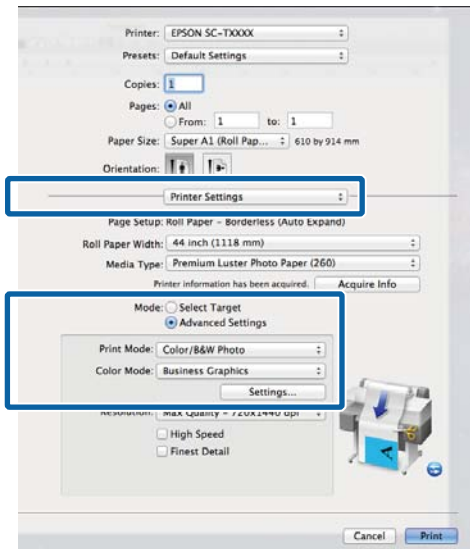 Printer: EPSON SC-TXXXX
Presets: Default Settings
Copies: 1
Pages: All
From: 1 to: 1
Paper Size: Super A1 (Roll Pap... 610 by 914 mm
Orientation:
Printer Settings
Page Setup: Roll Paper – Borderless (Auto Expand)
Roll Paper Width: 44 inch (1118 mm)
Media Type: Premium Luster Photo Paper (260)
Printer information has been acquired. Acquire Info
Mode: Select Target
Advanced Settings
Print Mode: Color/B&W Photo
Color Mode: Business Graphics
Settings...
Resolution: Max Quality – 720x1440 dpi
High Speed
Finest Detail
A
Cancel Print